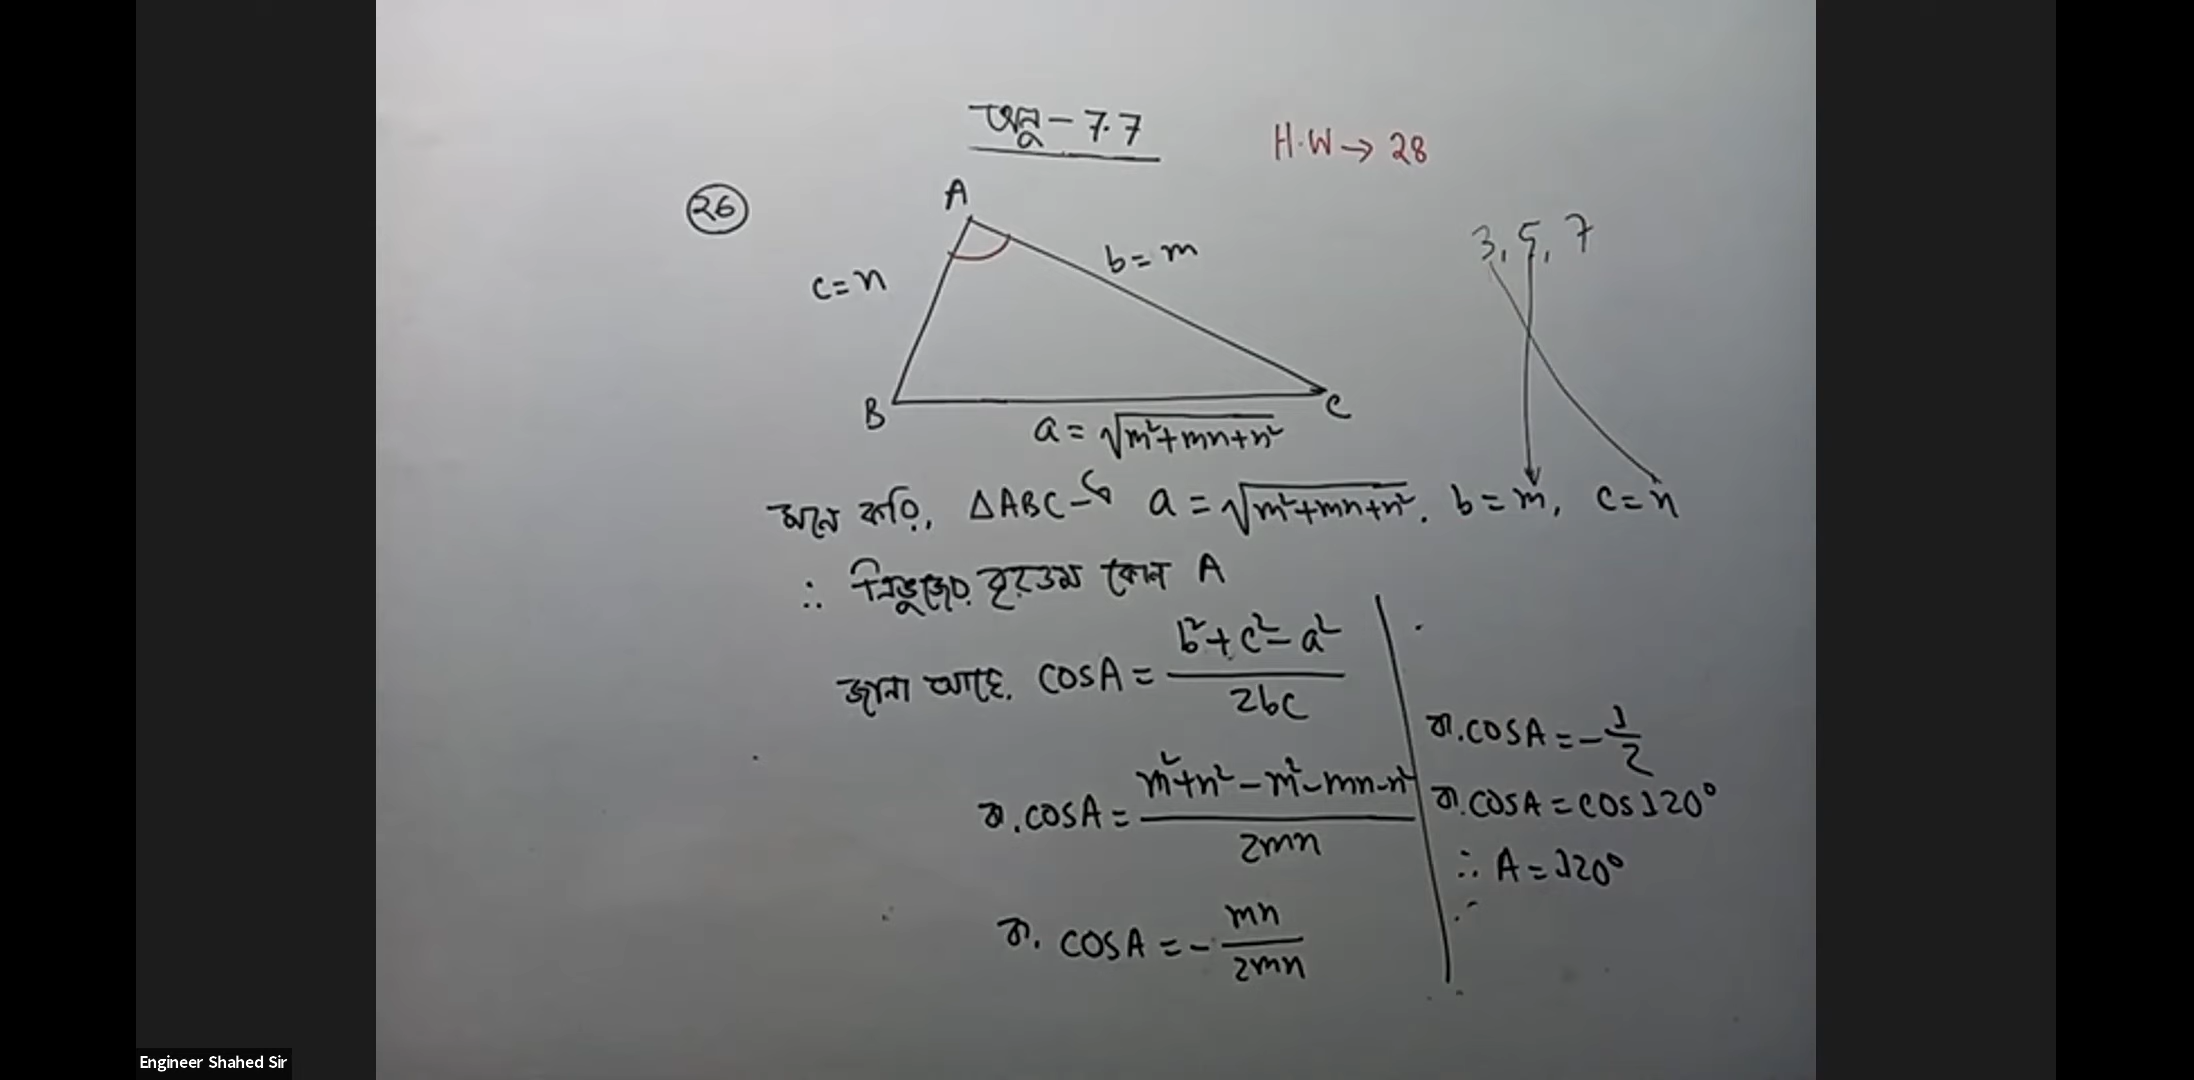 অনু - 7.7
H.W → 28
26
A
c = n
b = m
3, 5, 7
B
C
a = √(m²+mn+n²)
মনে করি, ΔABC-এ a = √(m²+mn+n²), b = m, c = n
∴ ত্রিভুজের বৃহত্তম কোন A
জানা আছে, cosA = (b²+c²-a²)/2bc
বা, cosA = (m²+n²-m²-mn-n²)/2mn
বা, cosA = -mn/2mn
বা, cosA = -1/2
বা, cosA = cos120°
∴ A = 120°
Engineer Shahed Sir